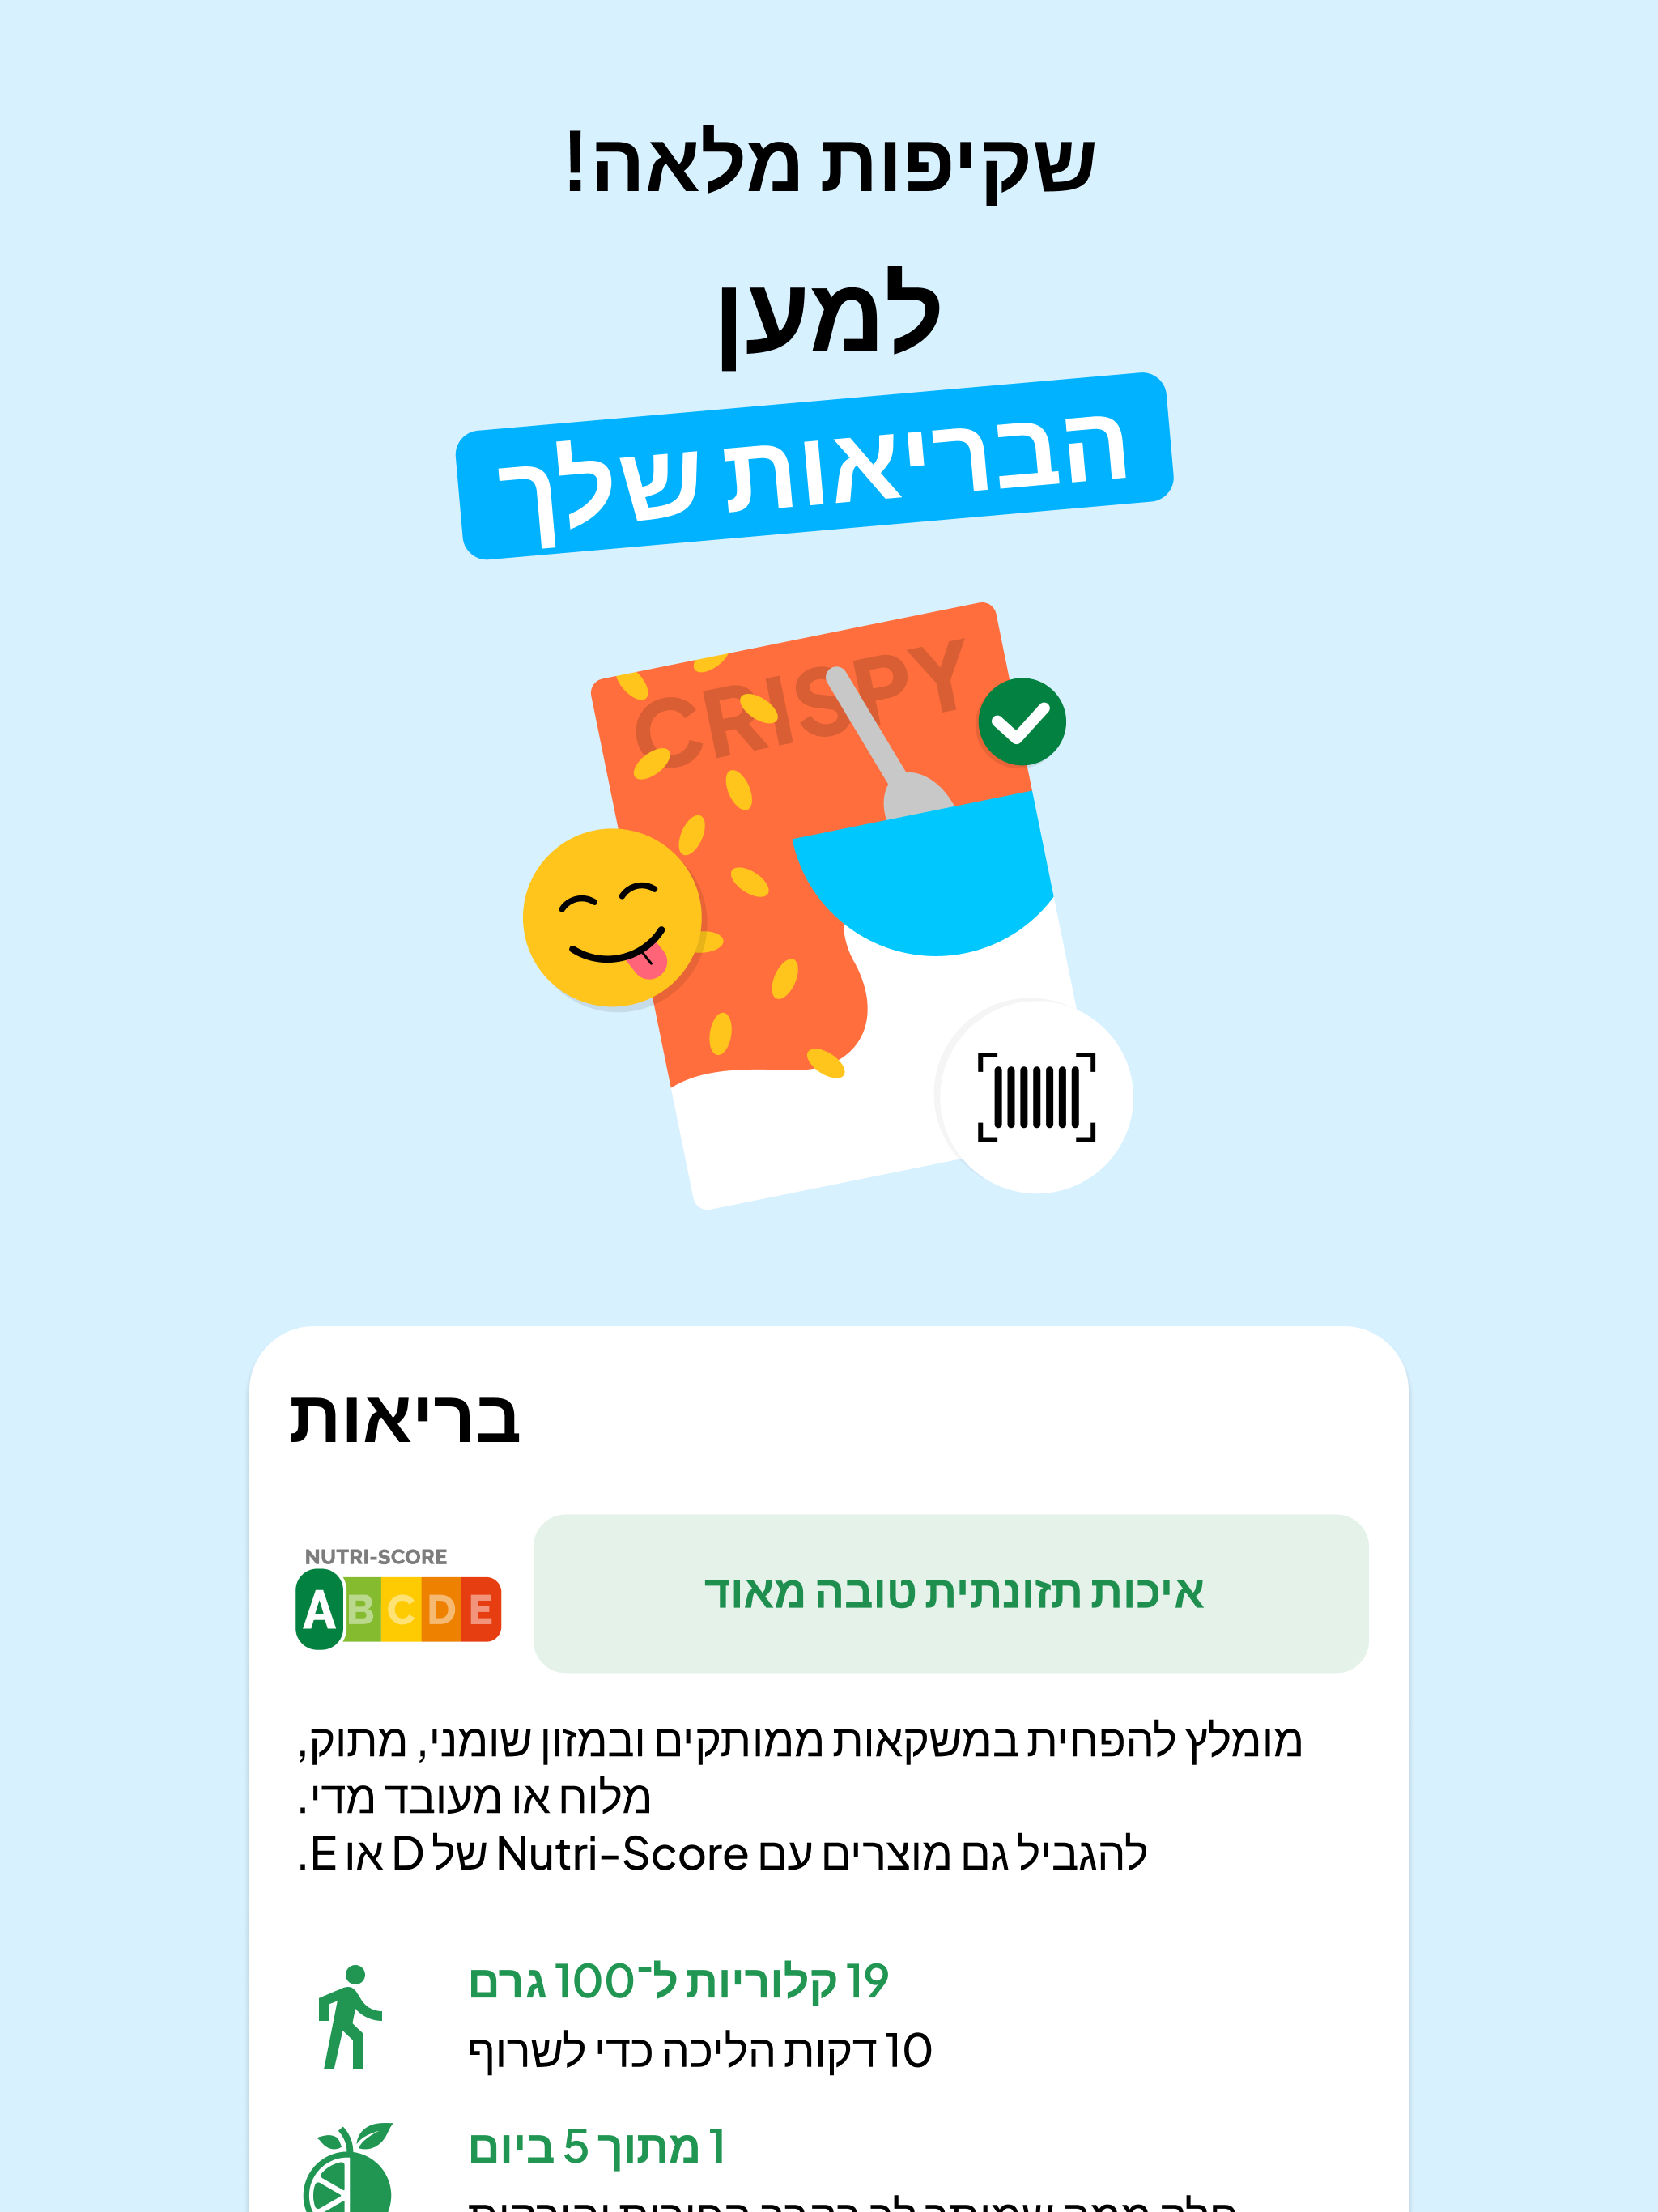 שקיפות מלאה!
למען
הבריאות שלך
CRISPY
בריאות
NUTRI-SCORE
A B C D E
איכות תזונתית טובה מאוד
מומלץ להפחית במשקאות ממותקים ובמזון שומני, מתוק,
מלוח או מעובד מדי.
להגביל גם מוצרים עם Nutri-Score של D או E.
19 קלוריות ל־100 גרם
10 דקות הליכה כדי לשרוף
1 מתוך 5 ביום